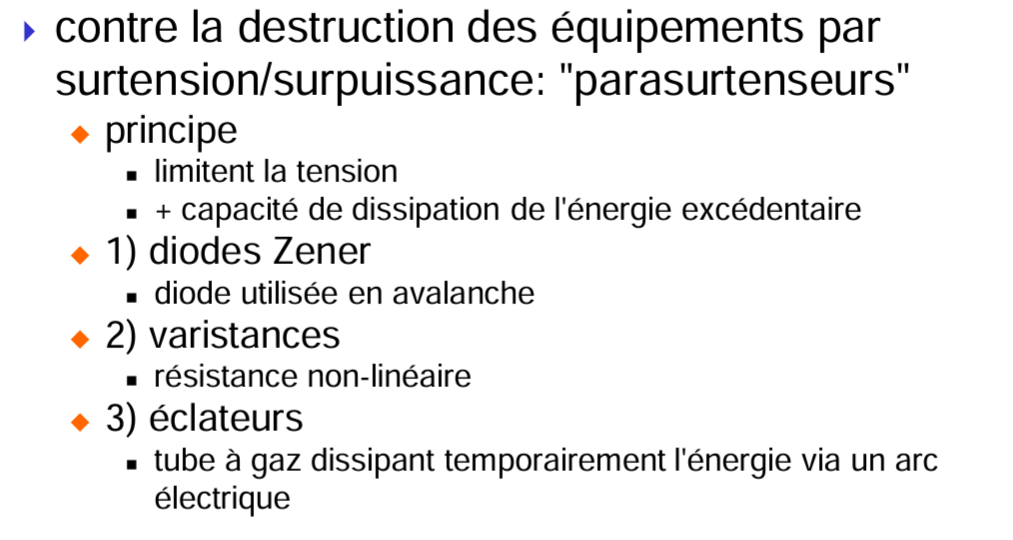 contre la destruction des équipements par
surtension/surpuissance: "parasurtenseurs"
principe
limitent la tension
+ capacité de dissipation de l'énergie excédentaire
1) diodes Zener
diode utilisée en avalanche
2) varistances
résistance non-linéaire
3) éclateurs
tube à gaz dissipant temporairement l'énergie via un arc
électrique